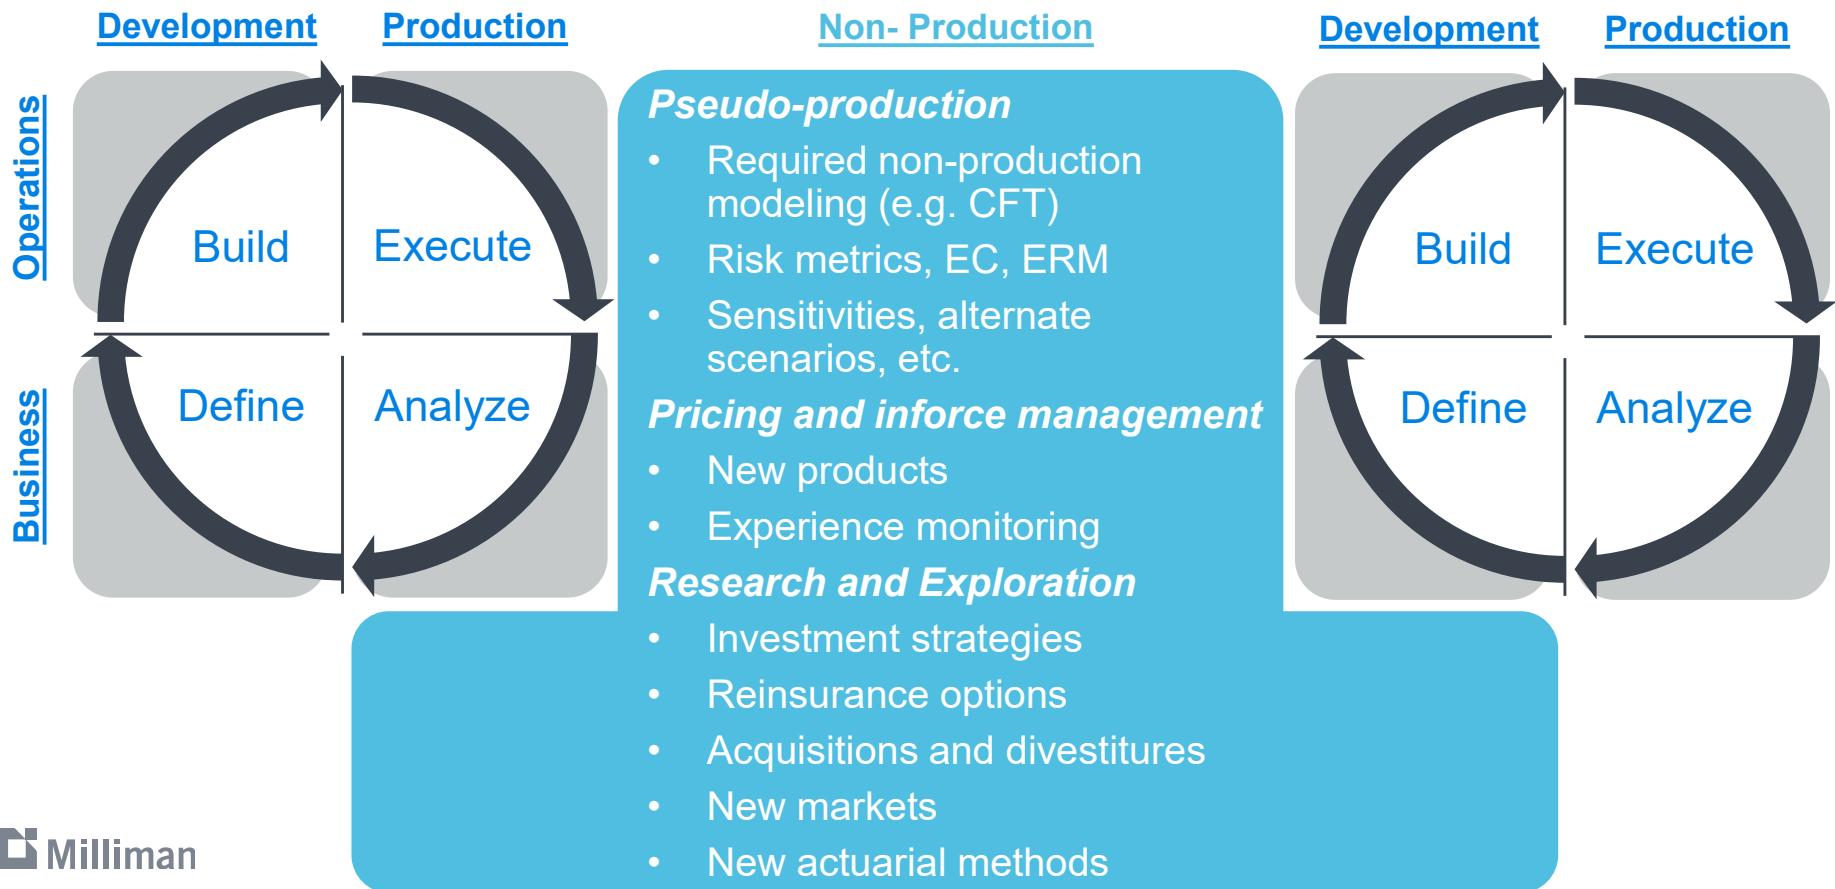 Development
Production
Non- Production
Development
Production
Operations
Business
Build
Execute
Define
Analyze
Pseudo-production
• Required non-production
modeling (e.g. CFT)
• Risk metrics, EC, ERM
• Sensitivities, alternate
scenarios, etc.
Pricing and inforce management
• New products
• Experience monitoring
Research and Exploration
• Investment strategies
• Reinsurance options
• Acquisitions and divestitures
• New markets
• New actuarial methods
Build
Execute
Define
Analyze
Milliman